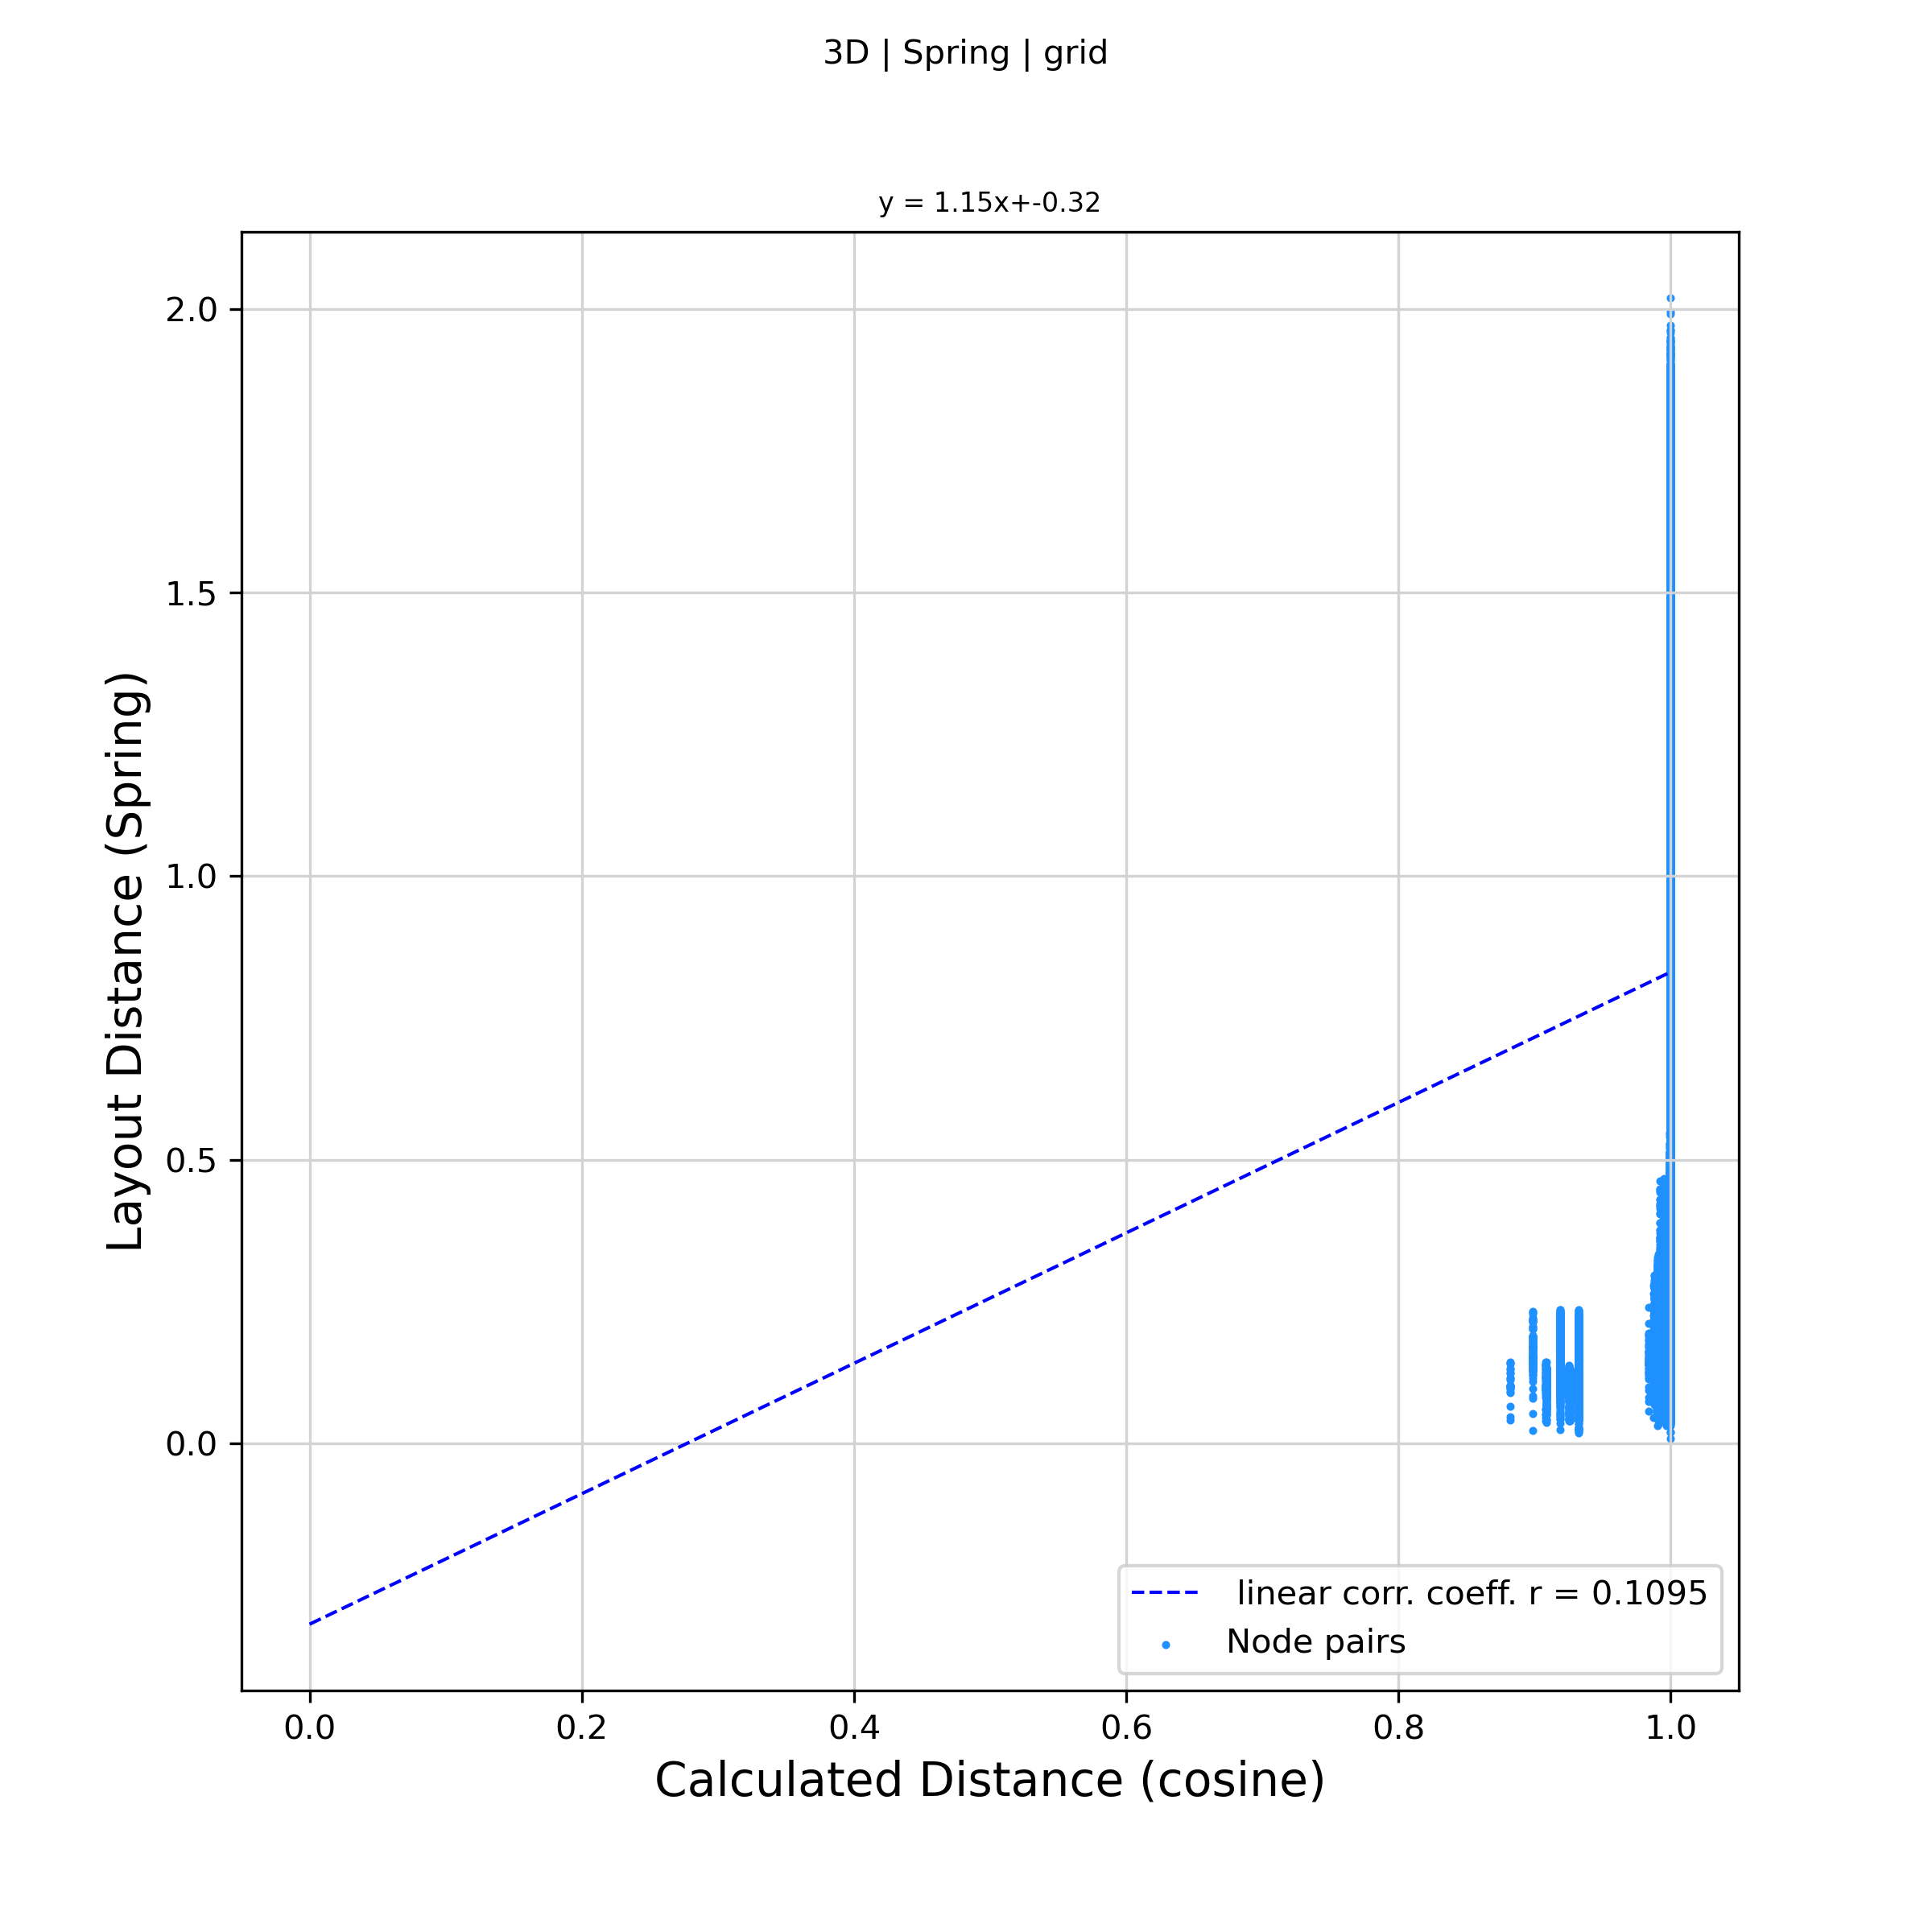 3D | Spring | grid
y = 1.15x+-0.32
2.0
1.5
1.0
0.5
0.0
Layout Distance (Spring)
linear corr. coeff. r = 0.1095
Node pairs
0.0 0.2 0.4 0.6 0.8 1.0
Calculated Distance (cosine)